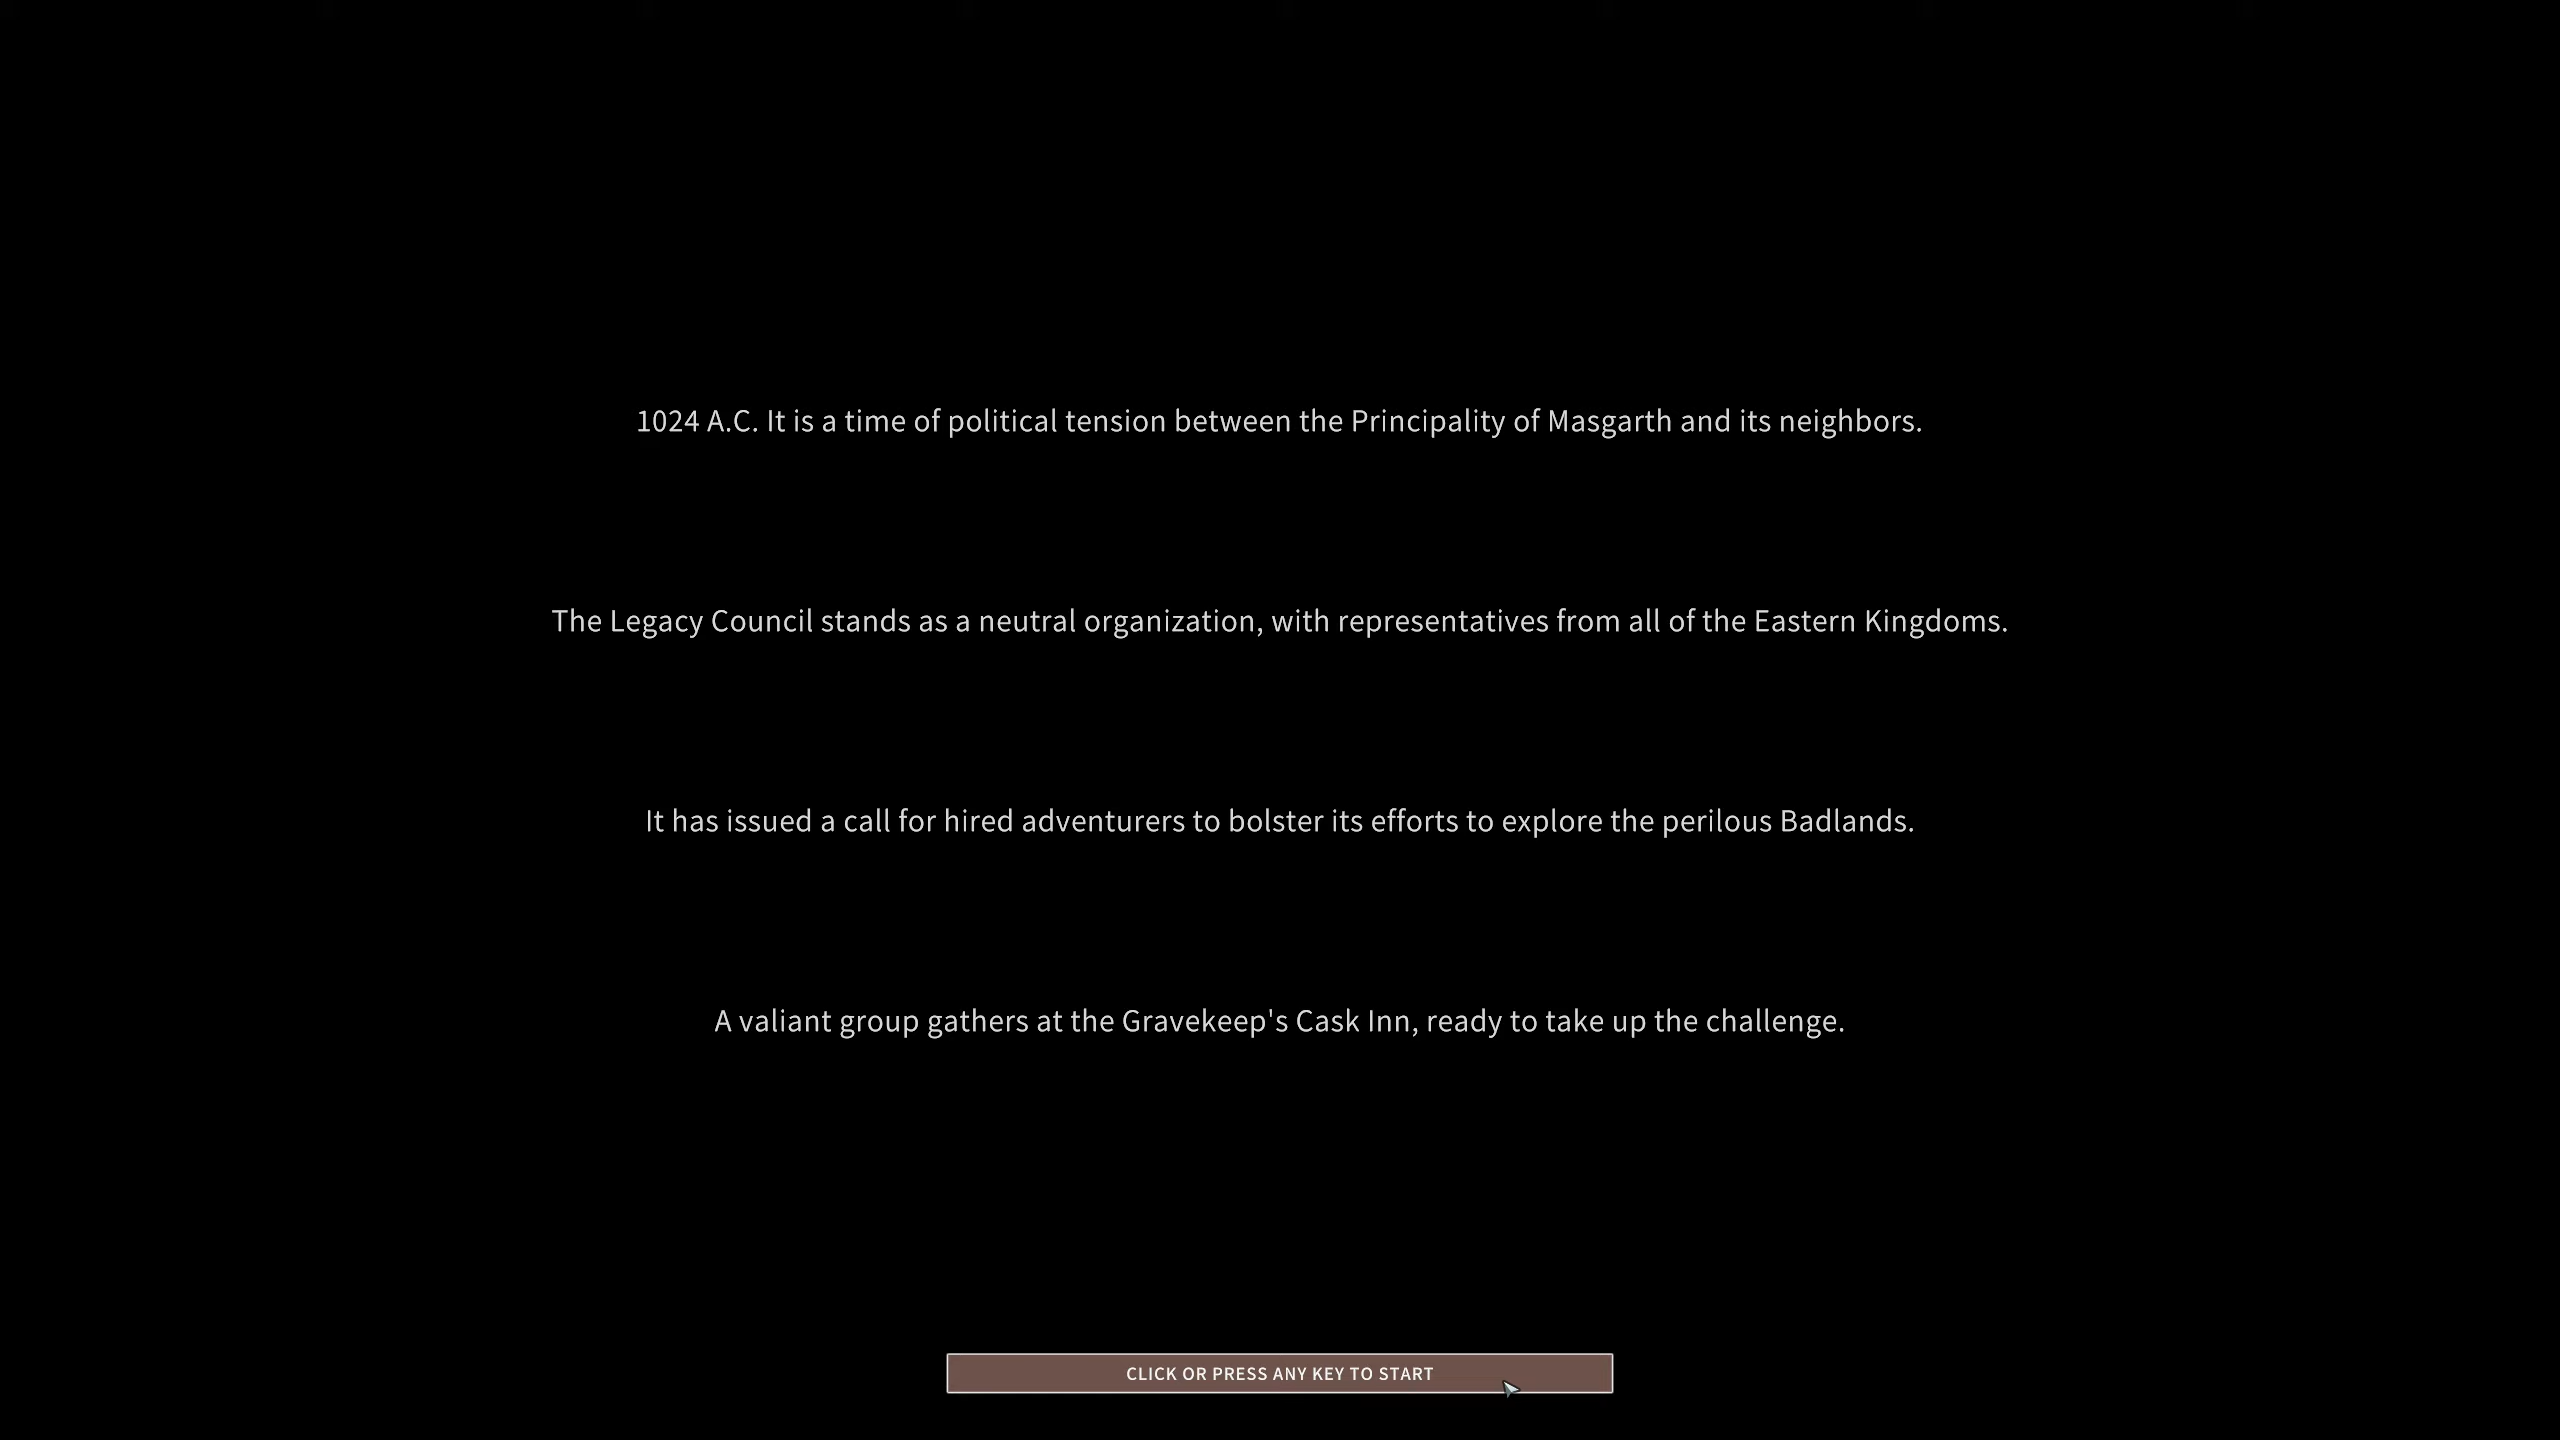 1024 A.C. It is a time of political tension between the Principality of Masgarth and its neighbors.
The Legacy Council stands as a neutral organization, with representatives from all of the Eastern Kingdoms.
It has issued a call for hired adventurers to bolster its efforts to explore the perilous Badlands.
A valiant group gathers at the Gravekeep's Cask Inn, ready to take up the challenge.
CLICK OR PRESS ANY KEY TO START